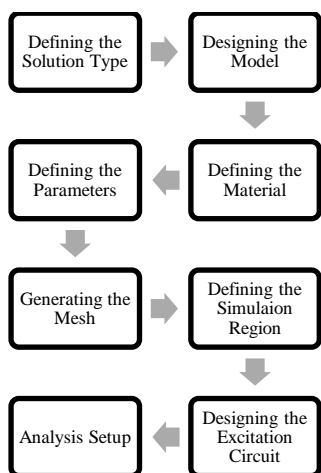 Defining the
Solution Type
Designing the
Model
Defining the
Parameters
Defining the
Material
Generating the
Mesh
Defining the
Simulaion
Region
Analysis Setup
Designing the
Excitation
Circuit